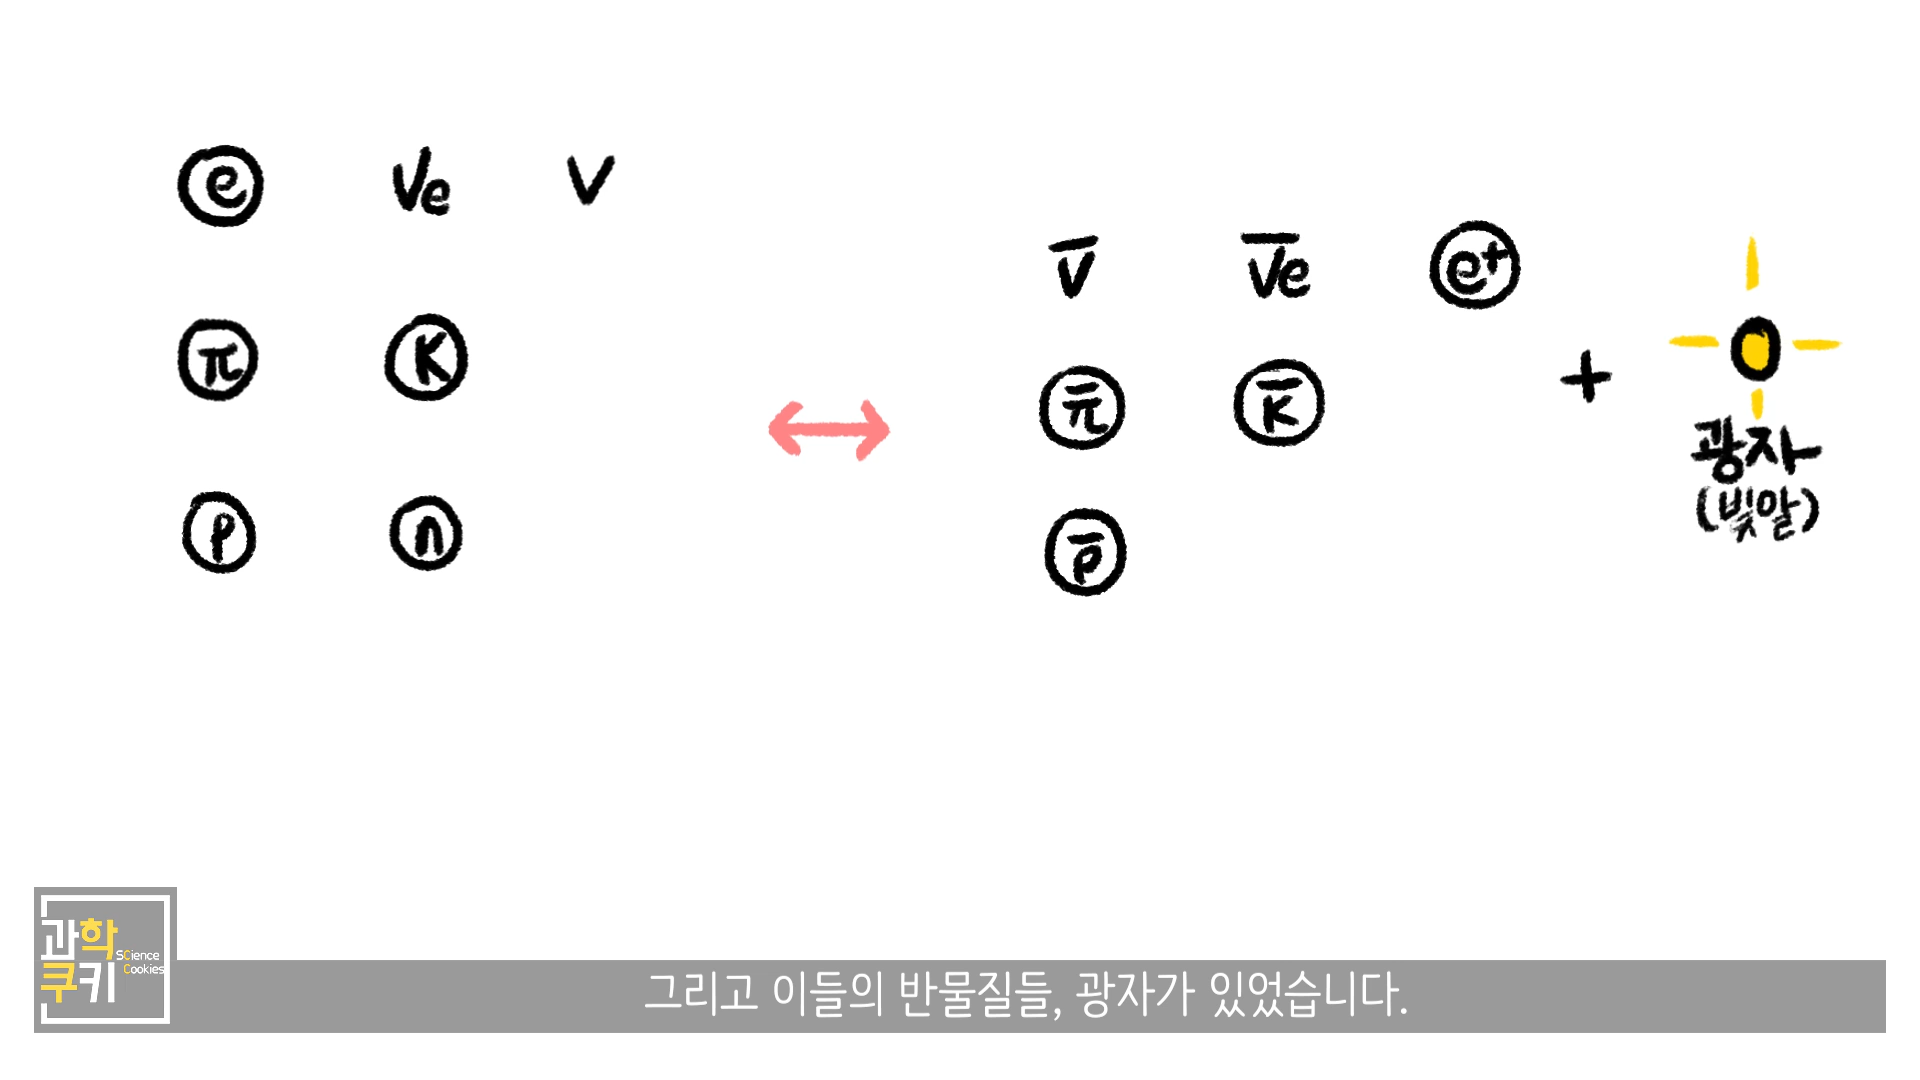 e νe ν
π K
p n
ν̅ ν̅e e+
π̅ K̅
p̅
+
광자
(빛알)
과학
쿠키
Science
Cookies
그리고 이들의 반물질들, 광자가 있었습니다.